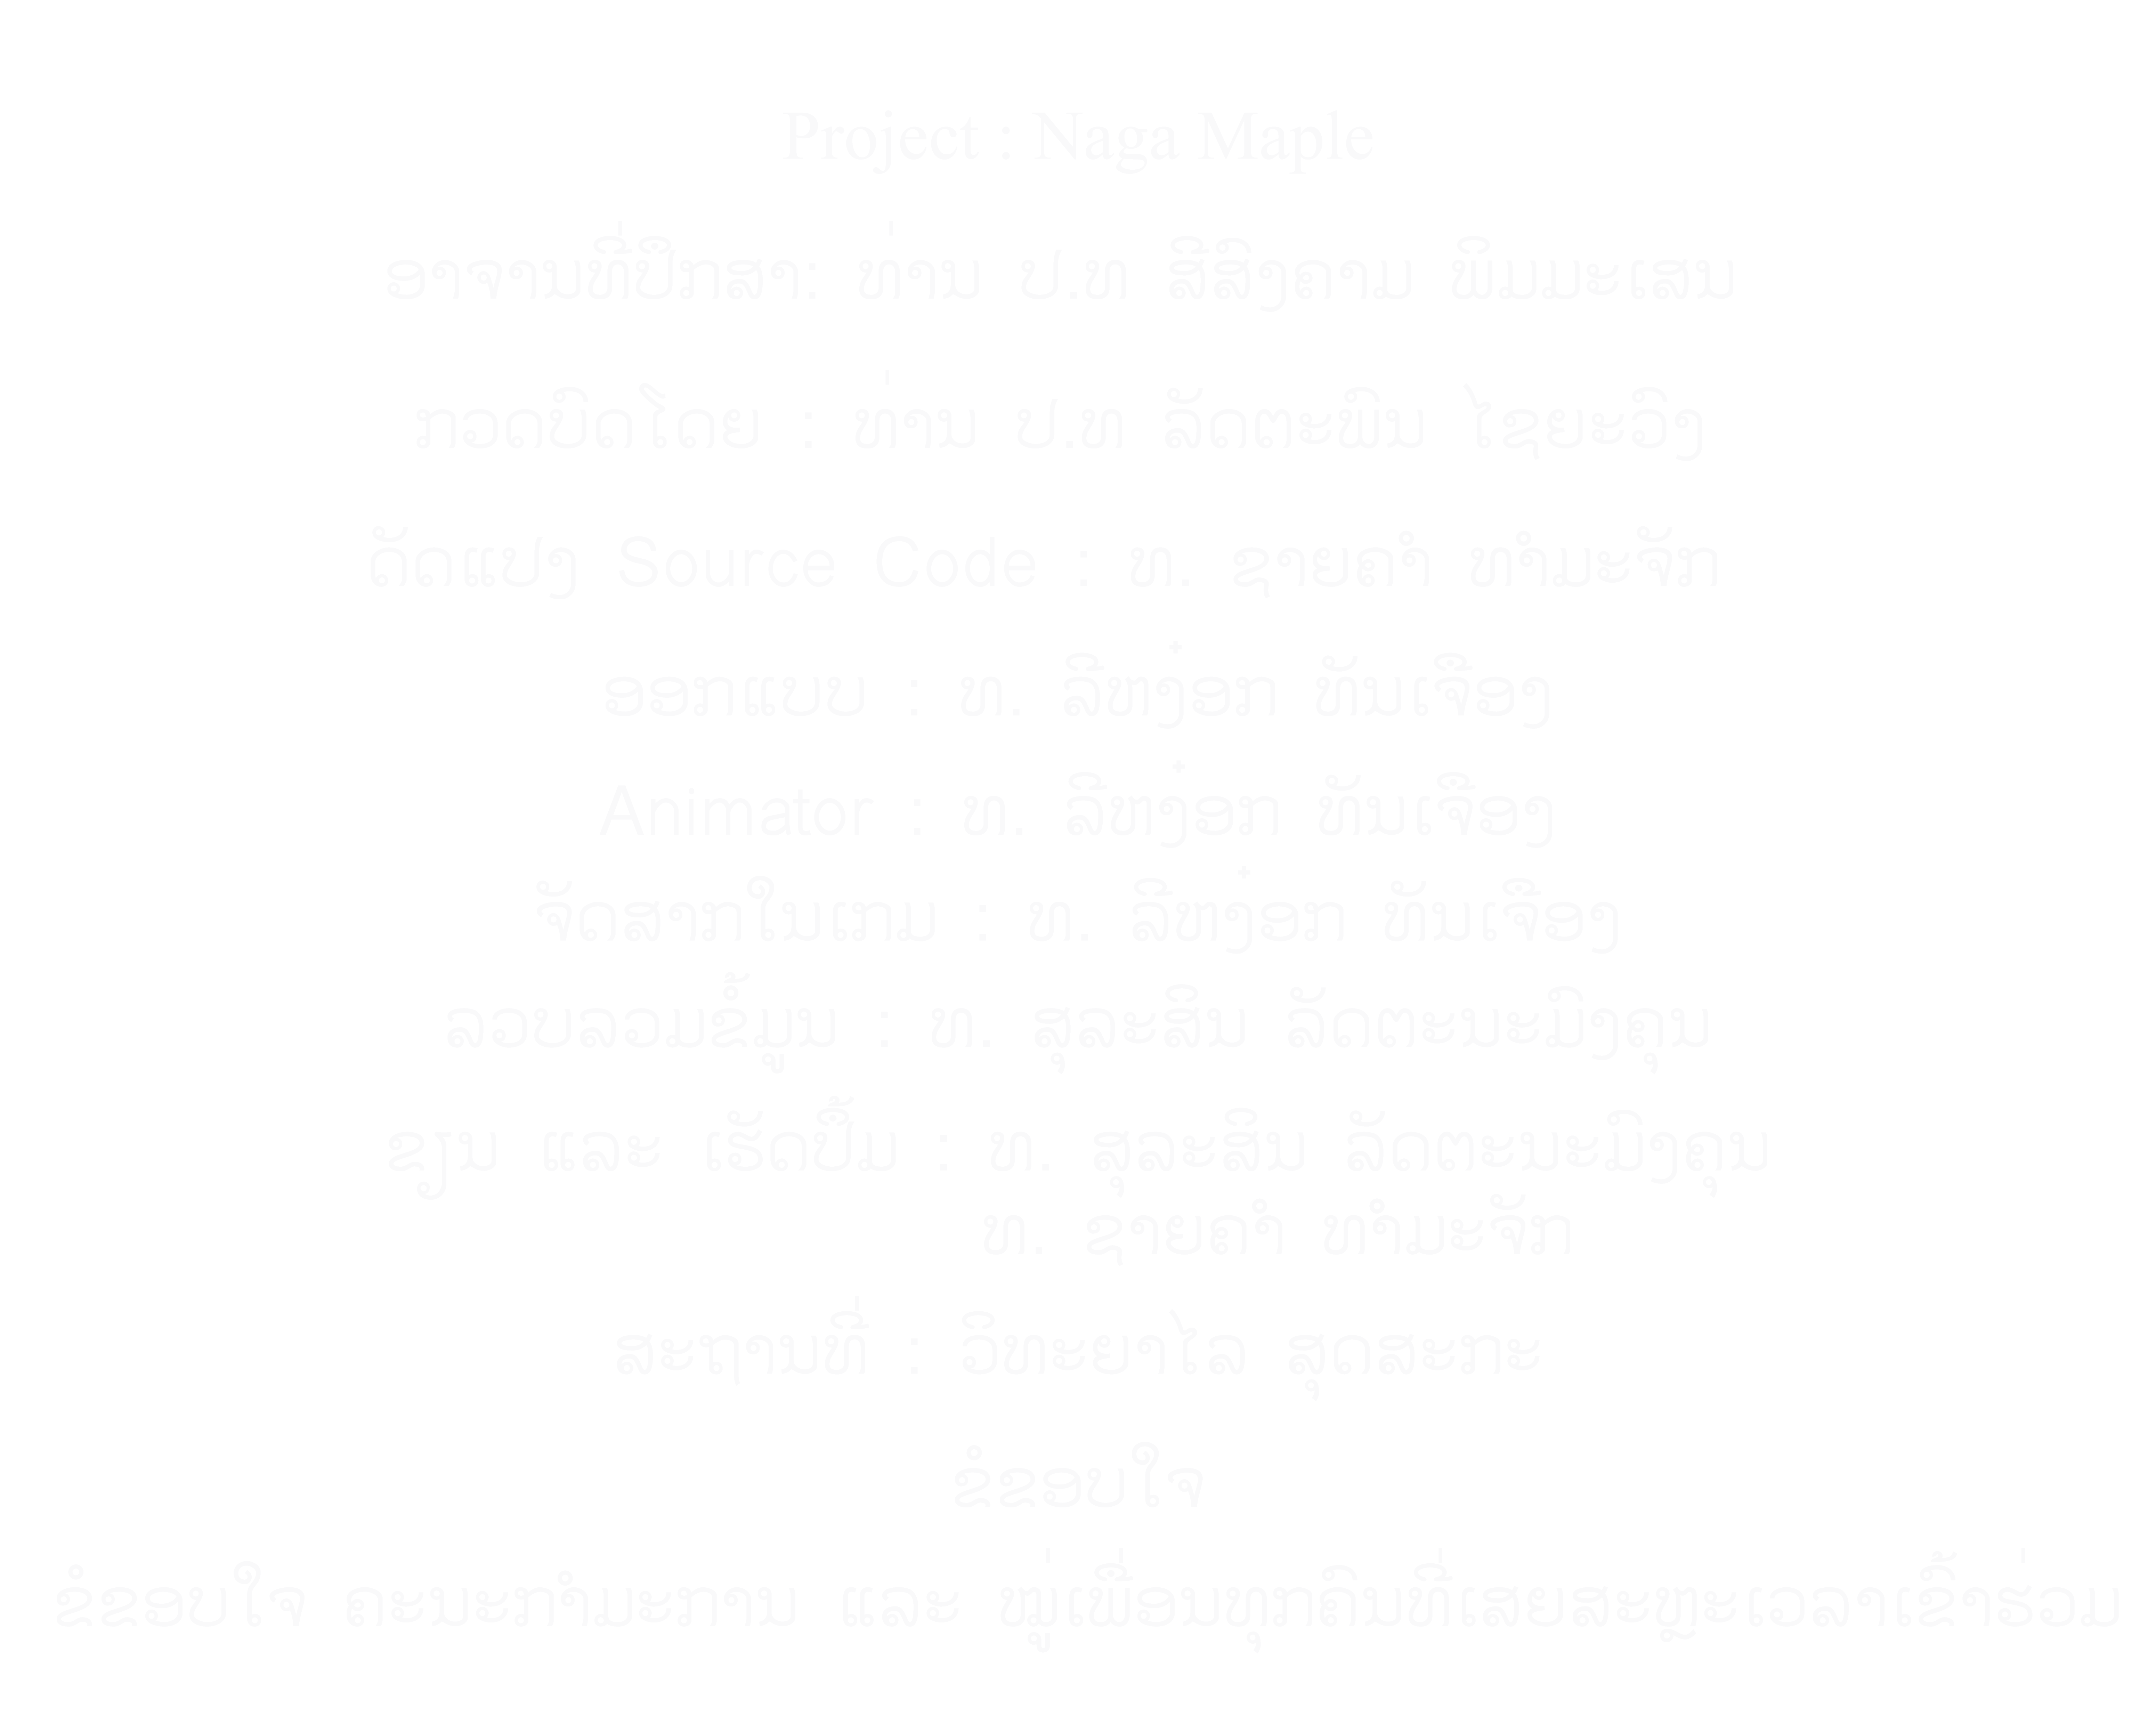 Project : Naga Maple
ອາຈານທີ່ປຶກສາ: ທ່ານ ປ.ທ ສີສົງຄາມ ພິມມະເສນ
ກວດບົດໂດຍ : ທ່ານ ປ.ທ ລັດຕະພົນ ໄຊຍະວົງ
ດັດແປງ Source Code : ທ. ຊາຍຄຳ ທຳມະຈັກ
ອອກແບບ : ທ. ລີຫງ໋ອກ ທັນເຈືອງ
Animator : ທ. ລີຫງ໋ອກ ທັນເຈືອງ
ຈັດສາກໃນເກມ : ທ. ລີຫງ໋ອກ ທັນເຈືອງ
ລວບລວມຂໍ້ມູນ : ທ. ສຸລະສິນ ລັດຕະນະມົງຄຸນ
ຂຽນ ແລະ ເຮັດປຶ້ມ : ທ. ສຸລະສິນ ລັດຕະນະມົງຄຸນ
ທ. ຊາຍຄຳ ທຳມະຈັກ
ສະຖານທີ່ : ວິທະຍາໄລ ສຸດສະກະ
ຂໍຂອບໃຈ
ຂໍຂອບໃຈ ຄະນະກຳມະການ ແລະ ໝູ່ເພື່ອນທຸກຄົນທີ່ເສຍສະຫຼະເວລາເຂົ້າຮ່ວມ